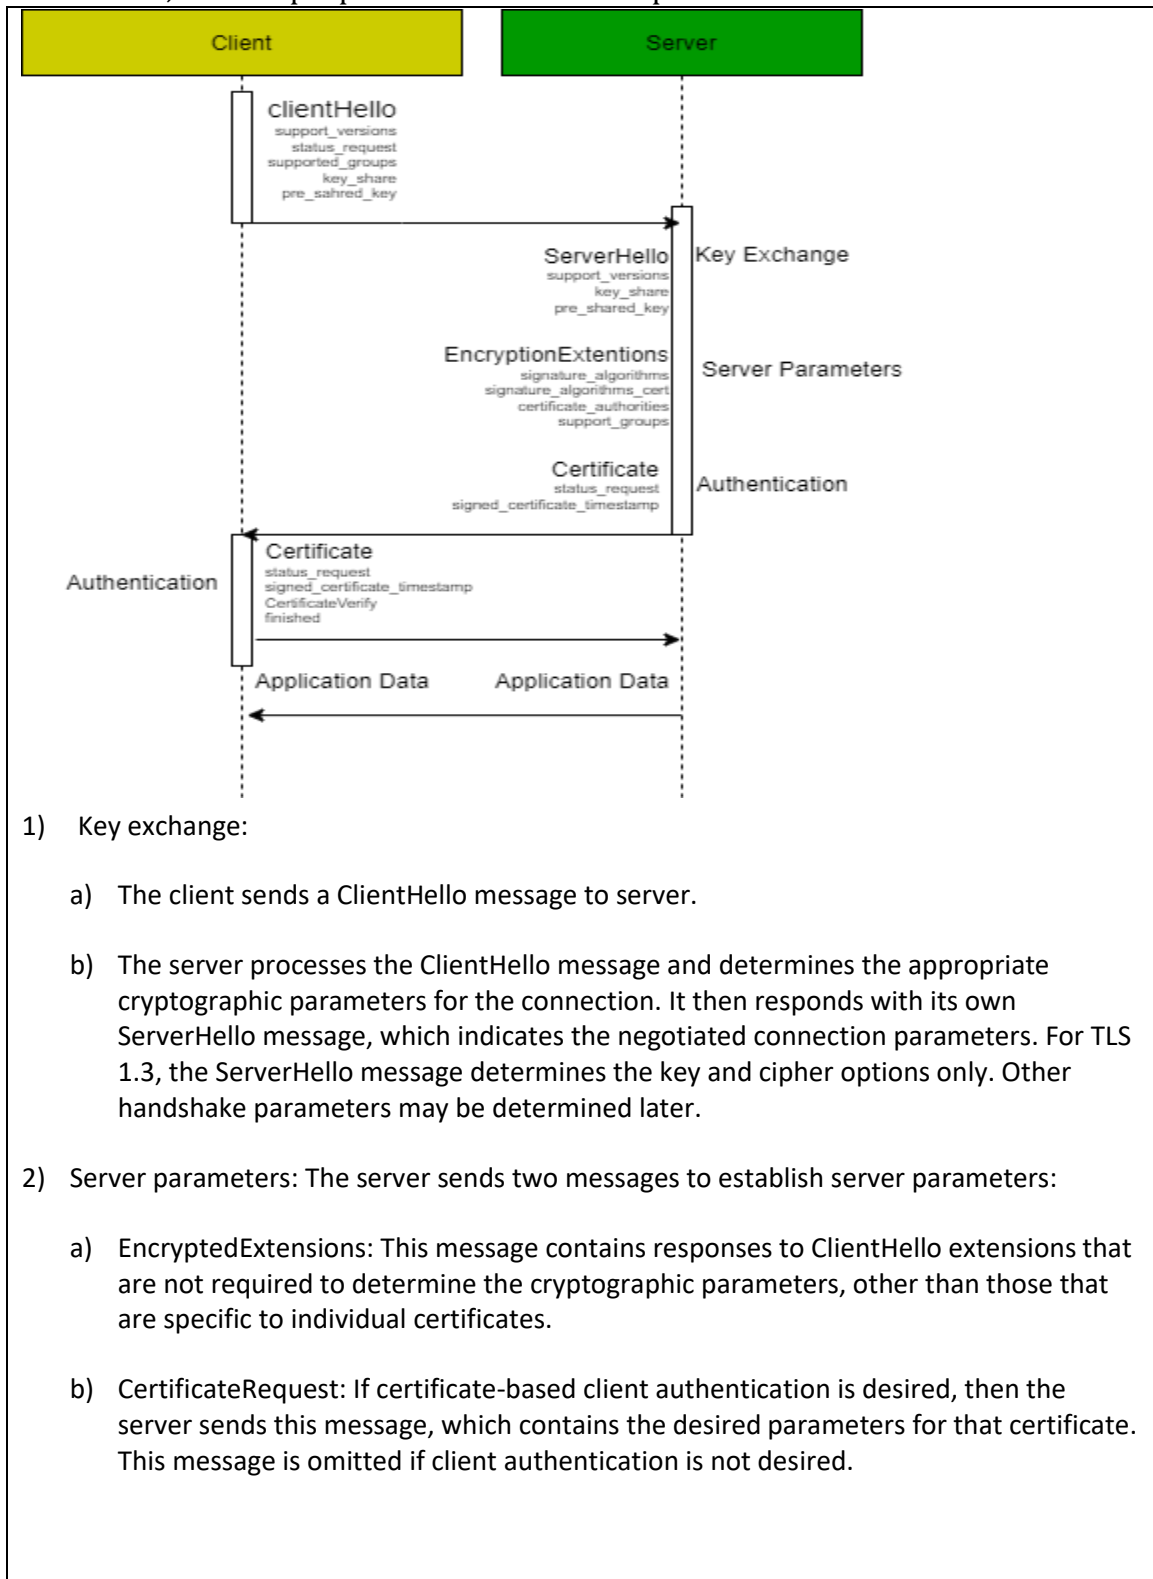 Client
Server
clientHello
support_versions
status_request
supported_groups
key_share
pre_sahred_key
ServerHello
Key Exchange
support_versions
key_share
pre_shared_key
EncryptionExtentions
Server Parameters
signature_algorithms
signature_algorithms_cert
certificate_authorities
support_groups
Certificate
Authentication
status_request
signed_certificate_timestamp
Certificate
Authentication
status_request
signed_certificate_timestamp
CertificateVerify
finished
Application Data
Application Data
1) Key exchange:
a) The client sends a ClientHello message to server.
b) The server processes the ClientHello message and determines the appropriate
cryptographic parameters for the connection. It then responds with its own
ServerHello message, which indicates the negotiated connection parameters. For TLS
1.3, the ServerHello message determines the key and cipher options only. Other
handshake parameters may be determined later.
2) Server parameters: The server sends two messages to establish server parameters:
a) EncryptedExtensions: This message contains responses to ClientHello extensions that
are not required to determine the cryptographic parameters, other than those that
are specific to individual certificates.
b) CertificateRequest: If certificate-based client authentication is desired, then the
server sends this message, which contains the desired parameters for that certificate.
This message is omitted if client authentication is not desired.